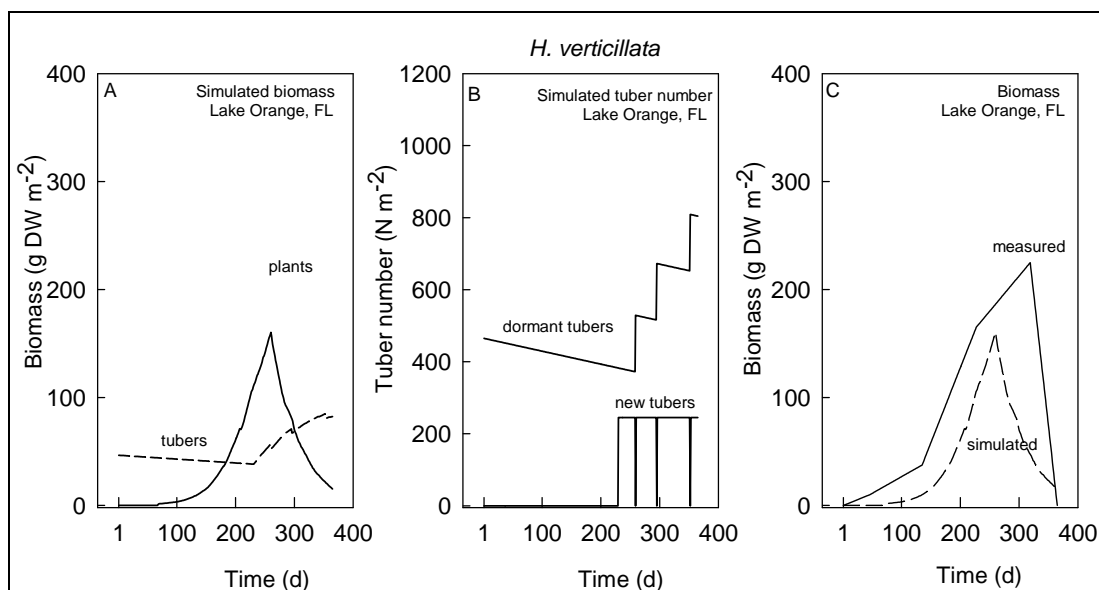 H. verticillata
A
Simulated biomass
Lake Orange, FL
400
300
200
100
0
Biomass (g DW m-2)
plants
tubers
1 100 200 300 400
Time (d)
B
Simulated tuber number
Lake Orange, FL
1200
1000
800
600
400
200
0
Tuber number (N m-2)
dormant tubers
new tubers
1 100 200 300 400
Time (d)
C
Biomass
Lake Orange, FL
400
300
200
100
0
Biomass (g DW m-2)
measured
simulated
1 100 200 300 400
Time (d)